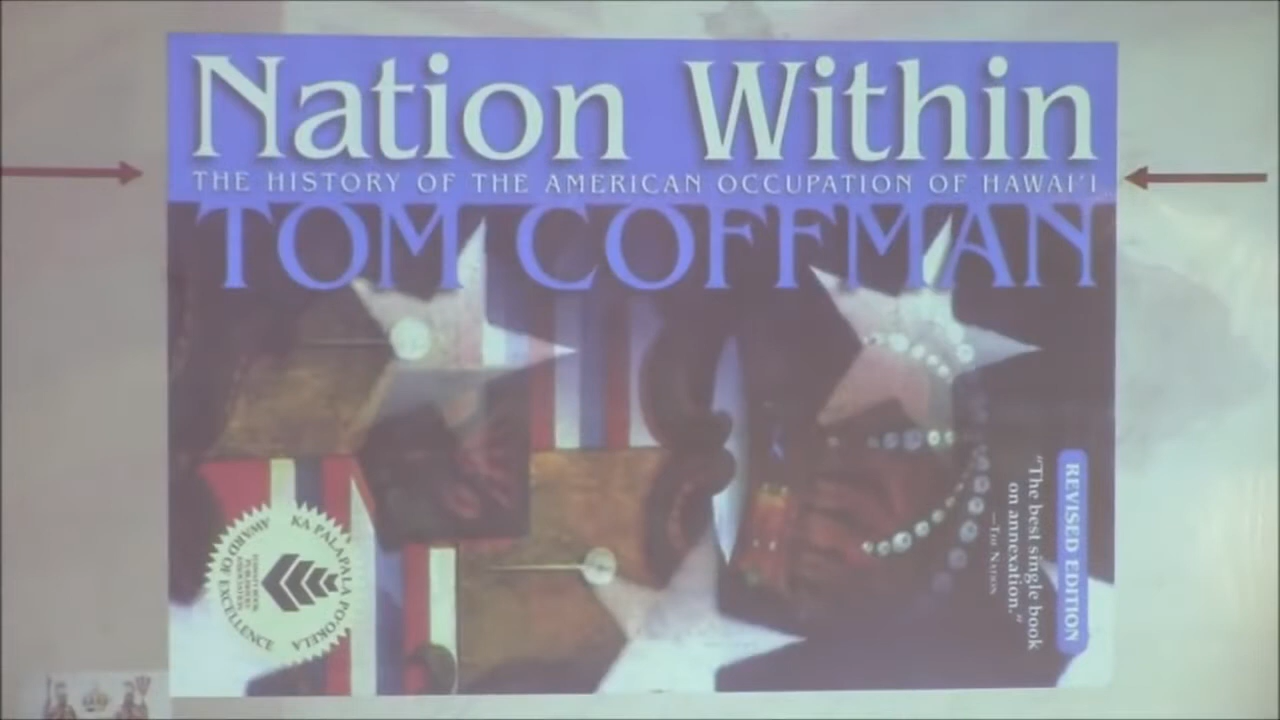 Nation Within
THE HISTORY OF THE AMERICAN OCCUPATION OF HAWAI'I
TOM COFFMAN
REVISED EDITION
"The best single book
on annexation."
—THE NATION
KA PALAPALA PO'OKELA
AWARD OF EXCELLENCE